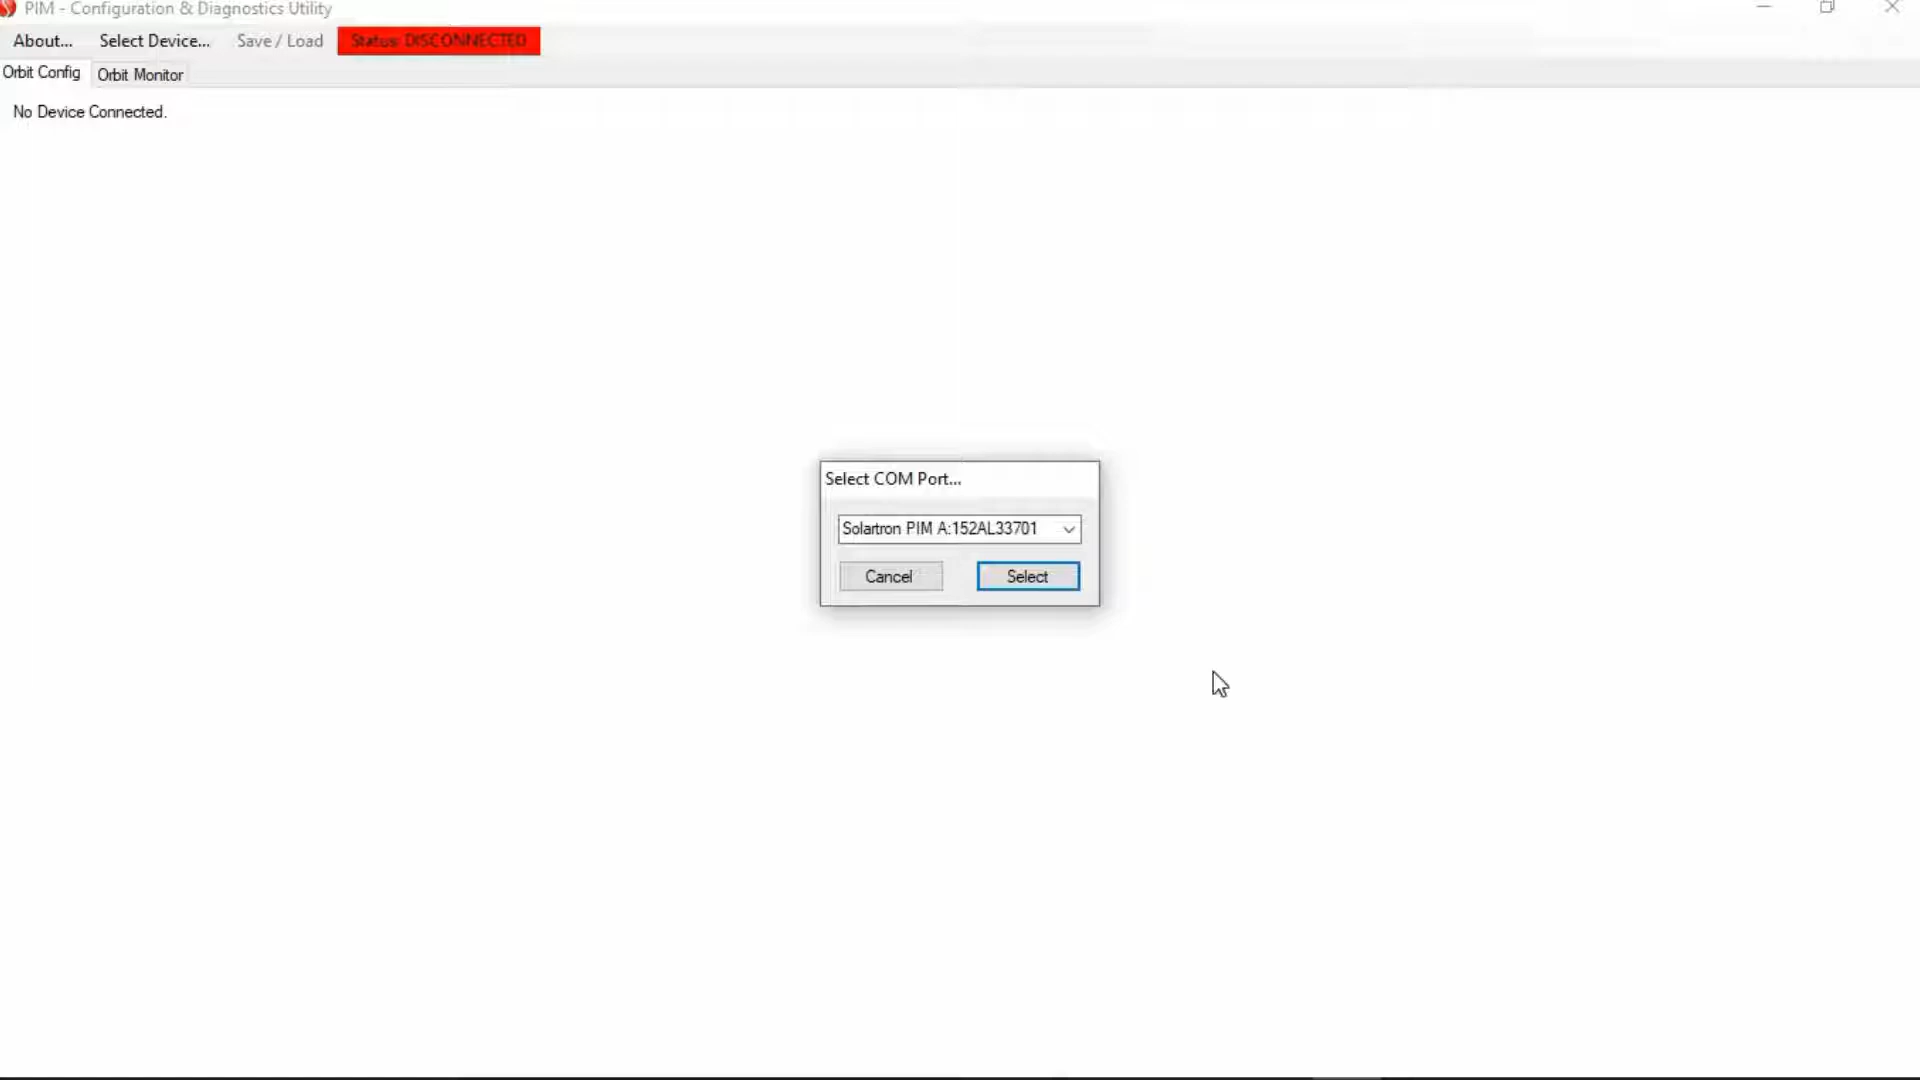 PIM - Configuration & Diagnostics Utility
About... Select Device... Save / Load Status: DISCONNECTED
Orbit Config Orbit Monitor
No Device Connected.
Select COM Port...
Solartron PIM A:152AL33701
Cancel Select